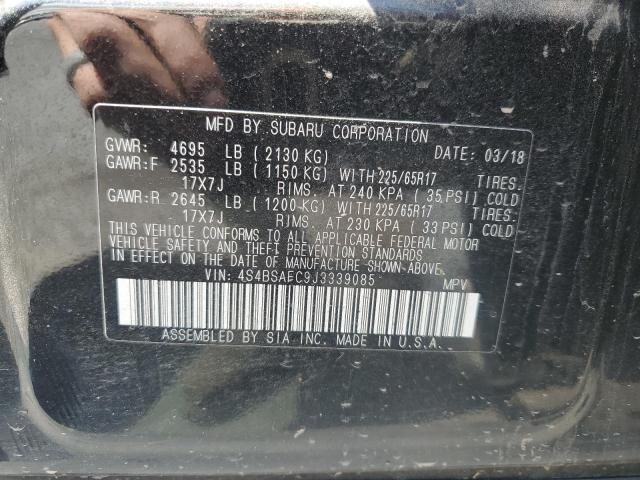 MFD BY SUBARU CORPORATION
GVWR: 4695 LB ( 2130 KG) DATE: 03/18
GAWR:F 2535 LB ( 1150 KG) WITH 225/65R17 TIRES.
17X7J RIMS. AT 240 KPA ( 35 PSI) COLD
GAWR:R 2645 LB ( 1200 KG) WITH 225/65R17 TIRES.
17X7J RIMS. AT 230 KPA ( 33 PSI) COLD
THIS VEHICLE CONFORMS TO ALL APPLICABLE FEDERAL MOTOR
VEHICLE SAFETY AND THEFT PREVENTION STANDARDS
IN EFFECT ON THE DATE OF MANUFACTURE SHOWN ABOVE.
VIN: 4S4BSAFC9J3339085 MPV
ASSEMBLED BY SIA INC. MADE IN U.S.A.